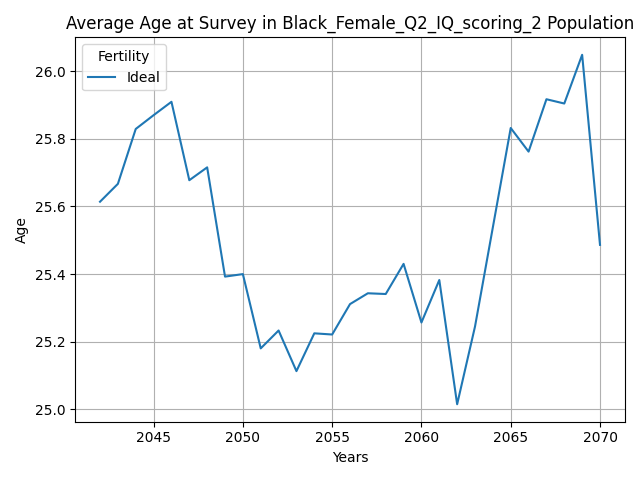 Average Age at Survey in Black_Female_Q2_IQ_scoring_2 Population
Fertility
Ideal
26.0
25.8
25.6
25.4
25.2
25.0
Age
2045 2050 2055 2060 2065 2070
Years